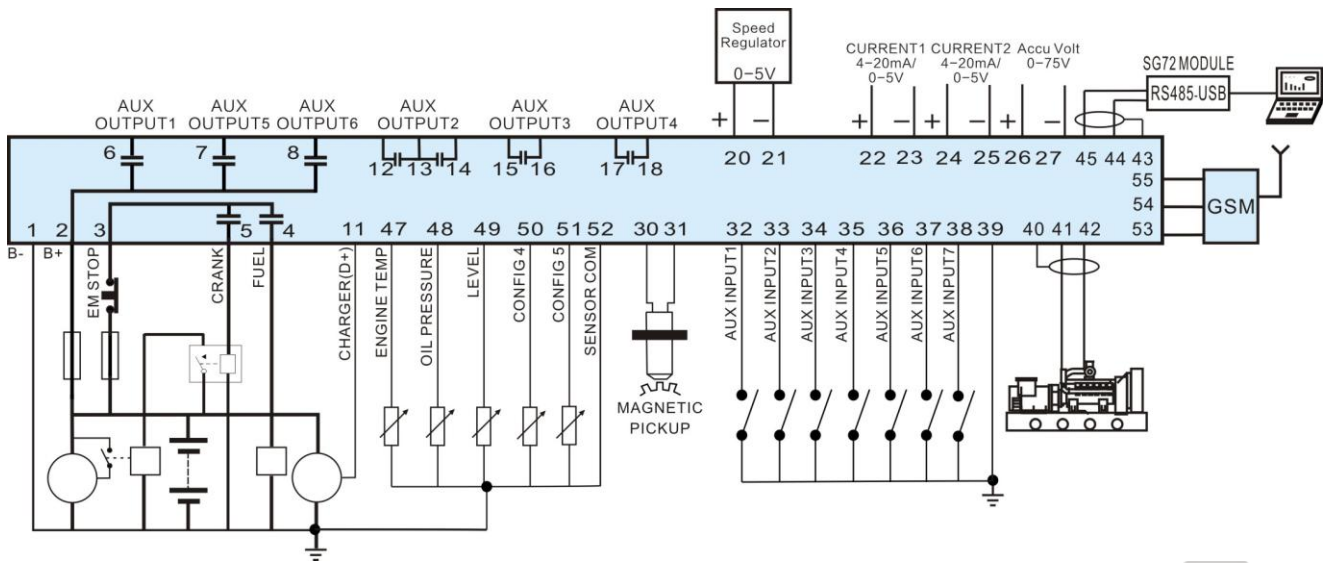 Speed
Regulator
0-5V
CURRENT1
4-20mA/
0-5V
CURRENT2
4-20mA/
0-5V
Accu Volt
0-75V
SG72 MODULE
RS485-USB
AUX
OUTPUT1
AUX
OUTPUT5
AUX
OUTPUT6
AUX
OUTPUT2
AUX
OUTPUT3
AUX
OUTPUT4
+ − + − + − + −
6 7 8 12 13 14 15 16 17 18 20 21 22 23 24 25 26 27 45 44 43
55
54
53
GSM
1 2 3 5 4 11 47 48 49 50 51 52 30 31 32 33 34 35 36 37 38 39 40 41 42
B-
B+
EM STOP
CRANK
FUEL
CHARGER(D+)
ENGINE TEMP
OIL PRESSURE
LEVEL
CONFIG 4
CONFIG 5
SENSOR COM
MAGNETIC
PICKUP
AUX INPUT1
AUX INPUT2
AUX INPUT3
AUX INPUT4
AUX INPUT5
AUX INPUT6
AUX INPUT7